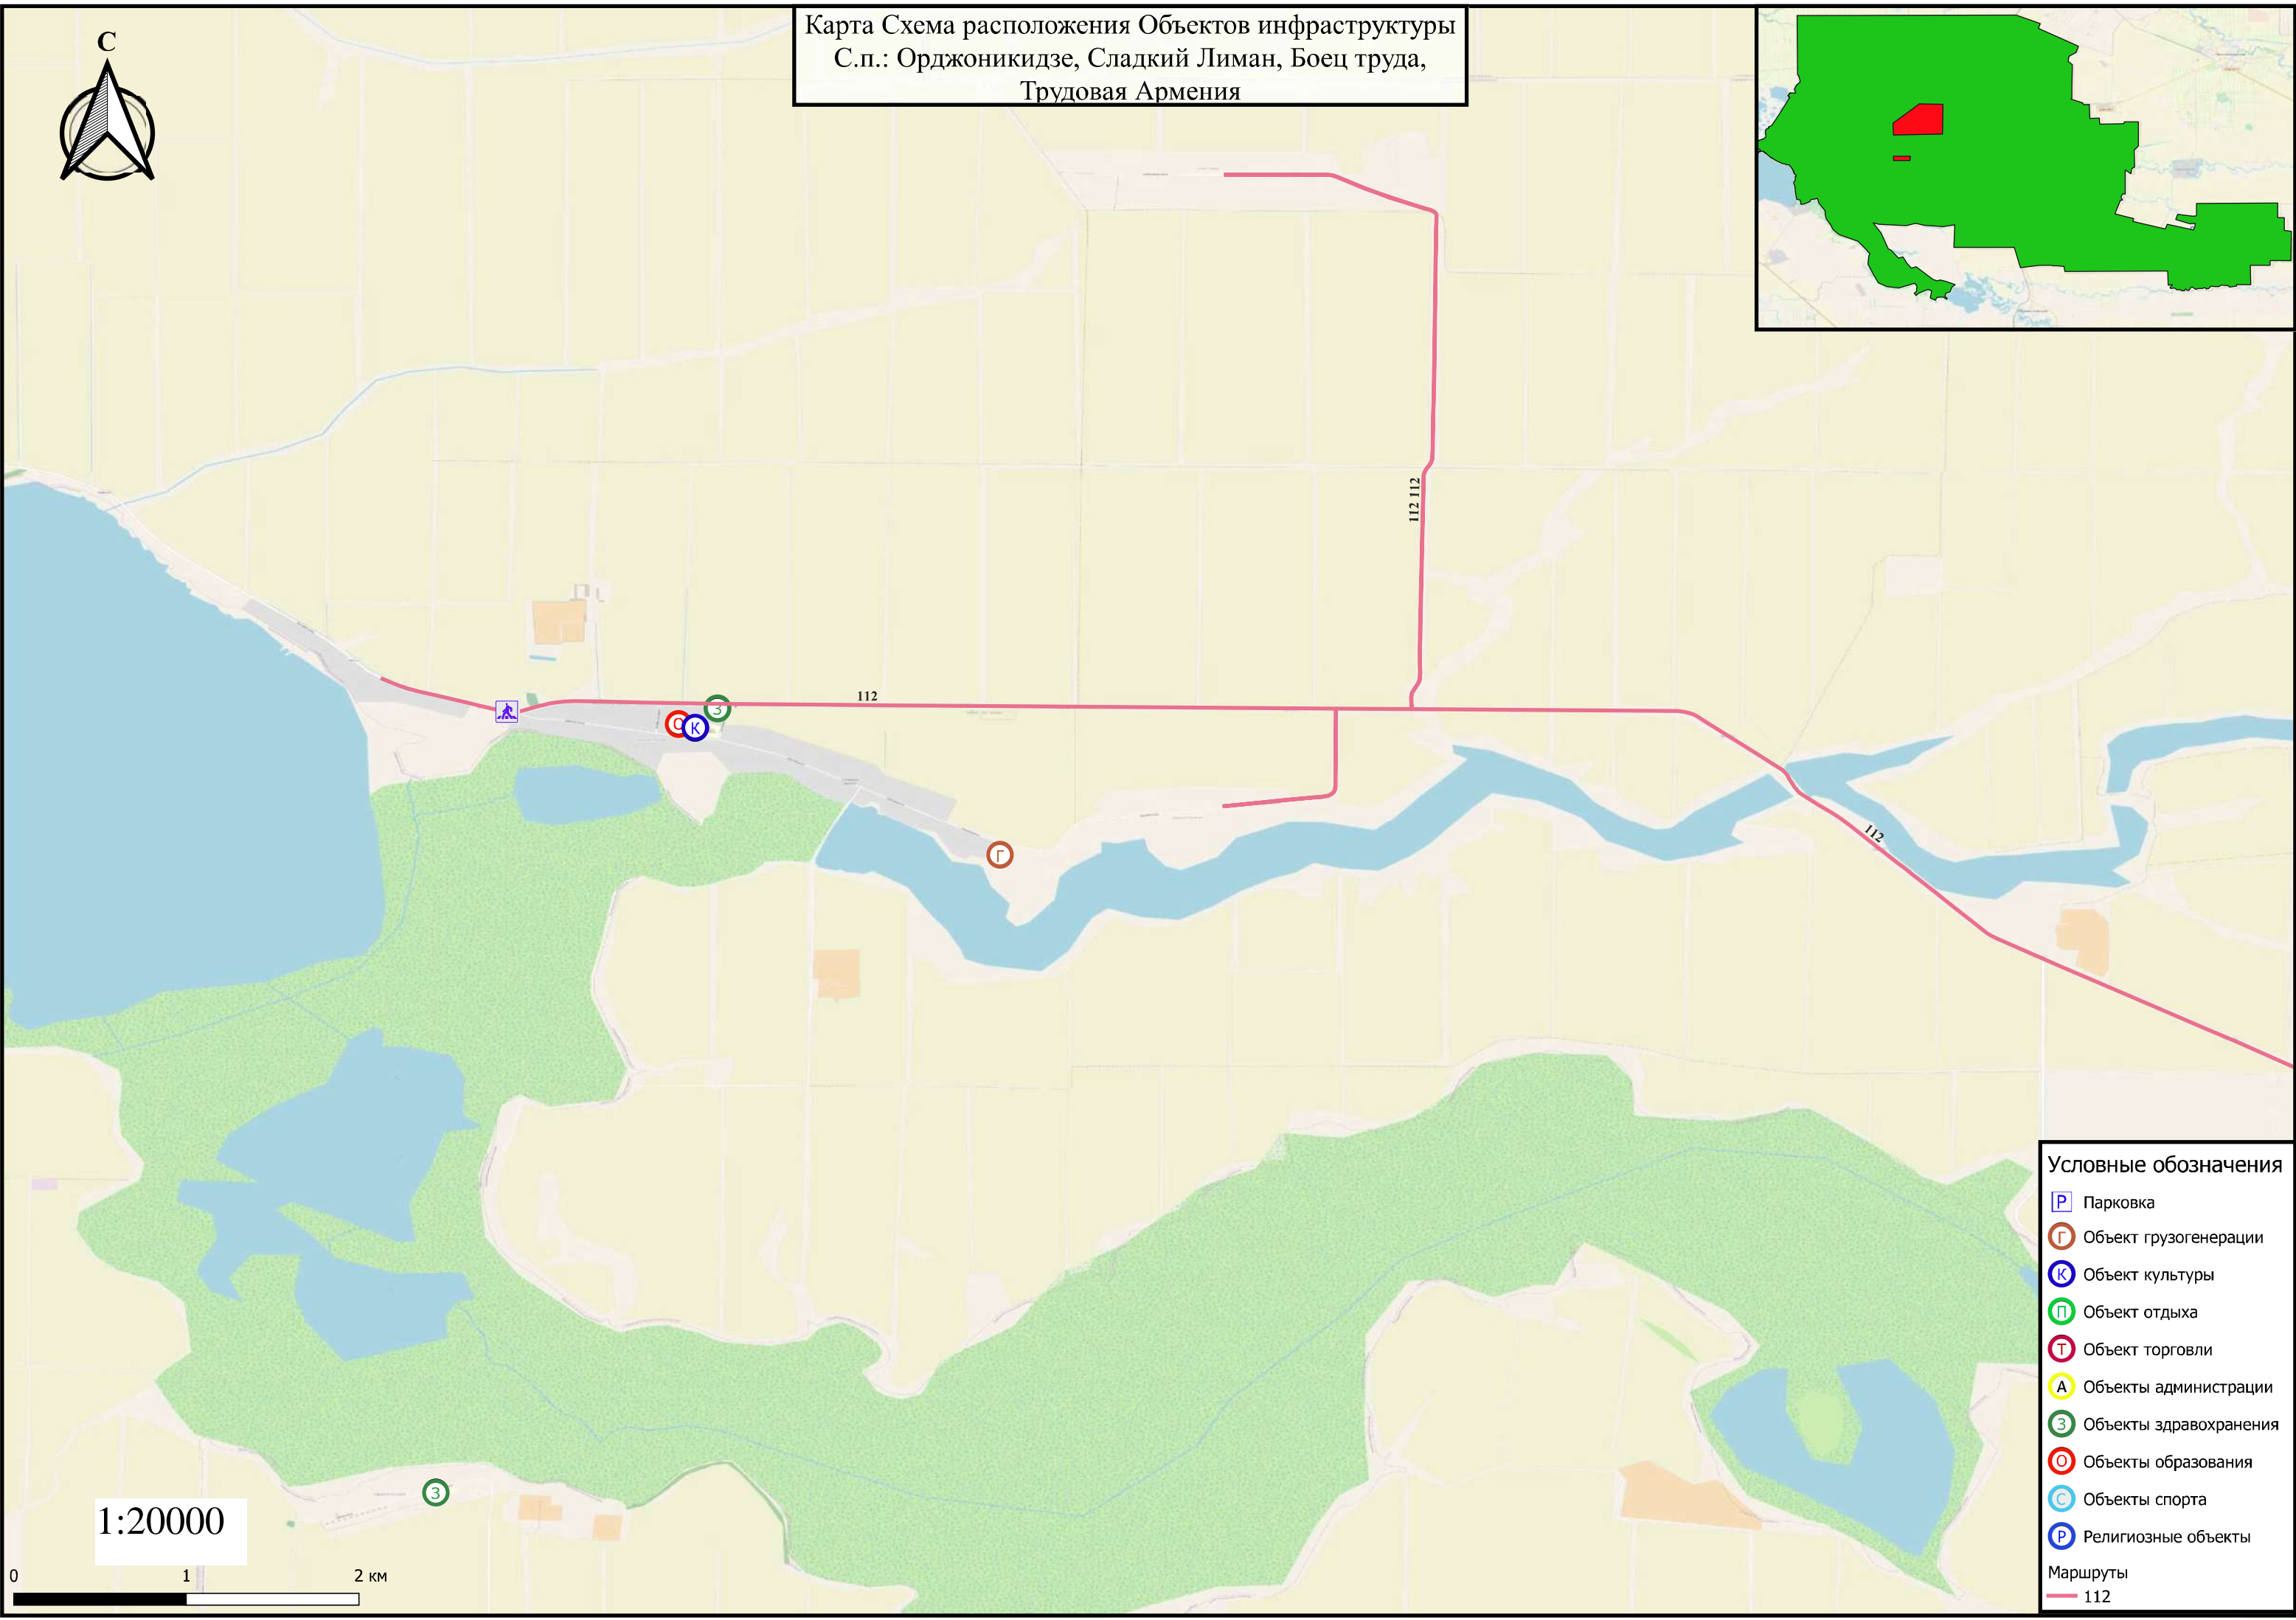 Карта Схема расположения Объектов инфраструктуры
С.п.: Орджоникидзе, Сладкий Лиман, Боец труда,
Трудовая Армения
С
112 112
112
З
О
К
112
Г
З
1:20000
0 1 2 км
Условные обозначения
P Парковка
Г Объект грузогенерации
К Объект культуры
П Объект отдыха
Т Объект торговли
А Объекты администрации
З Объекты здравохранения
О Объекты образования
С Объекты спорта
Р Религиозные объекты
Маршруты
112